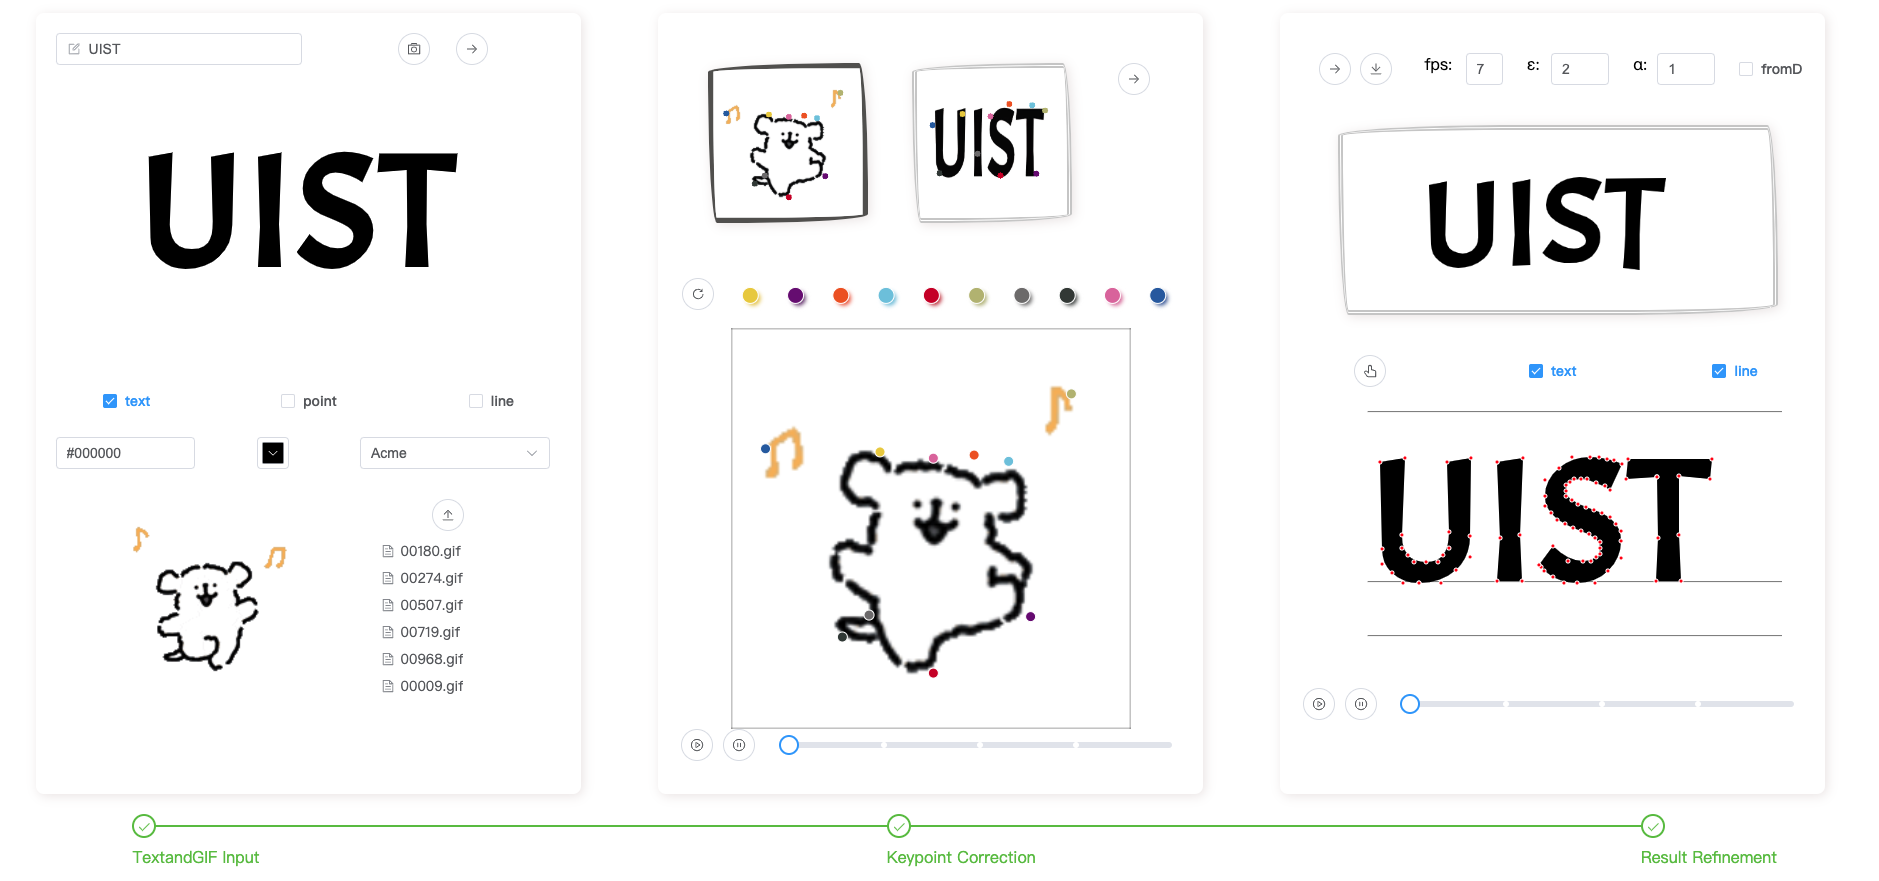 UIST
UIST
text
point
line
#000000
Acme
00180.gif
00274.gif
00507.gif
00719.gif
00968.gif
00009.gif
UIST
fps:
7
ε:
2
α:
1
fromD
UIST
text
line
UIST
TextandGIF Input
Keypoint Correction
Result Refinement